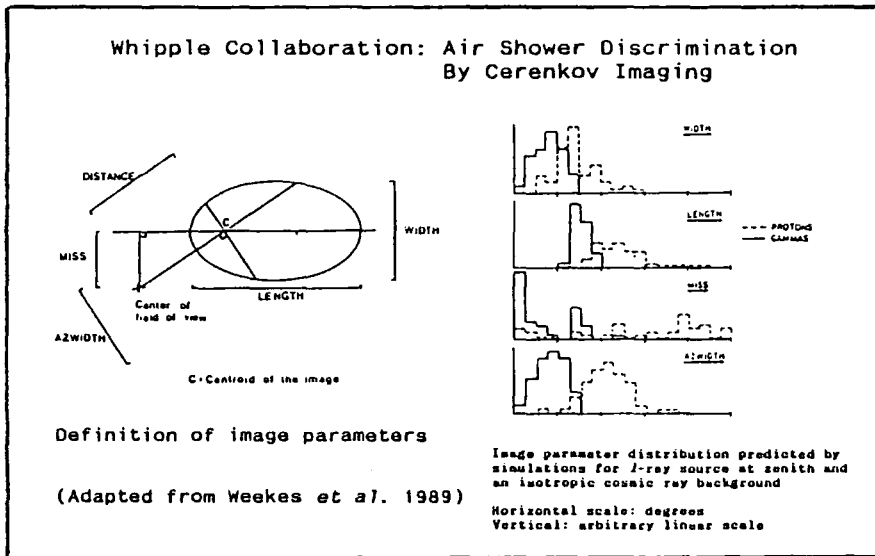 Whipple Collaboration: Air Shower Discrimination
By Cerenkov Imaging
DISTANCE
C
MISS
WIDTH
LENGTH
Center of
field of view
AZWIDTH
C=Centroid of the image
Definition of image parameters
(Adapted from Weekes et al. 1989)
WIDTH
LENGTH
PROTONS
GAMMAS
MISS
AZWIDTH
Image parameter distribution predicted by
simulations for γ-ray source at zenith and
an isotropic cosmic ray background
Horizontal scale: degrees
Vertical: arbitrary linear scale